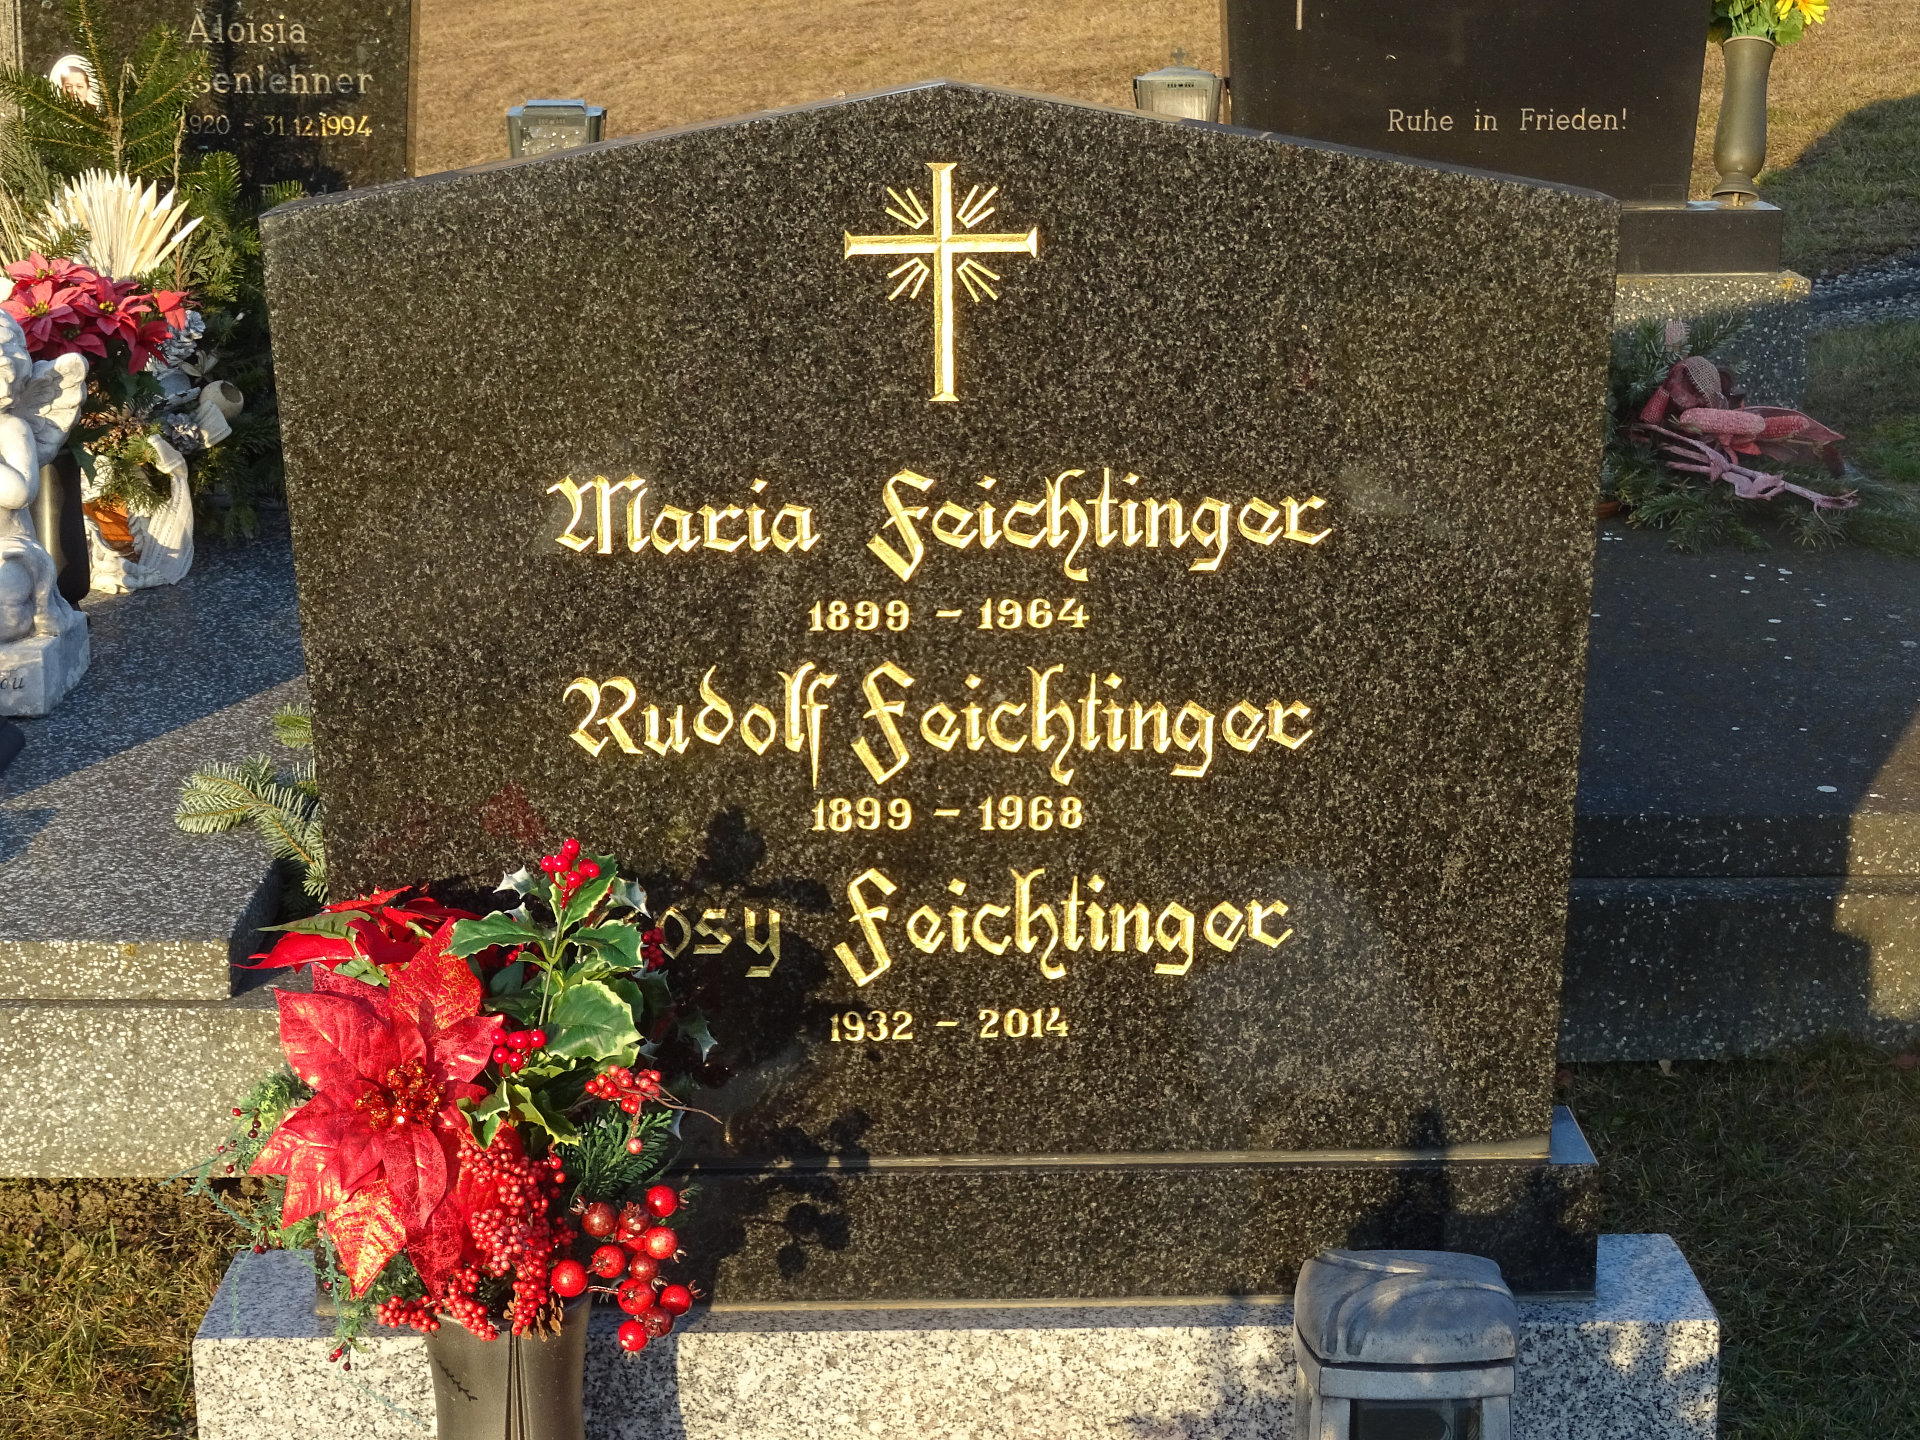 Aloisia
senlehner
1920 - 31.12.1994
Ruhe in Frieden!
Maria Feichtinger
1899 - 1964
Rudolf Feichtinger
1899 - 1968
osy Feichtinger
1932 - 2014